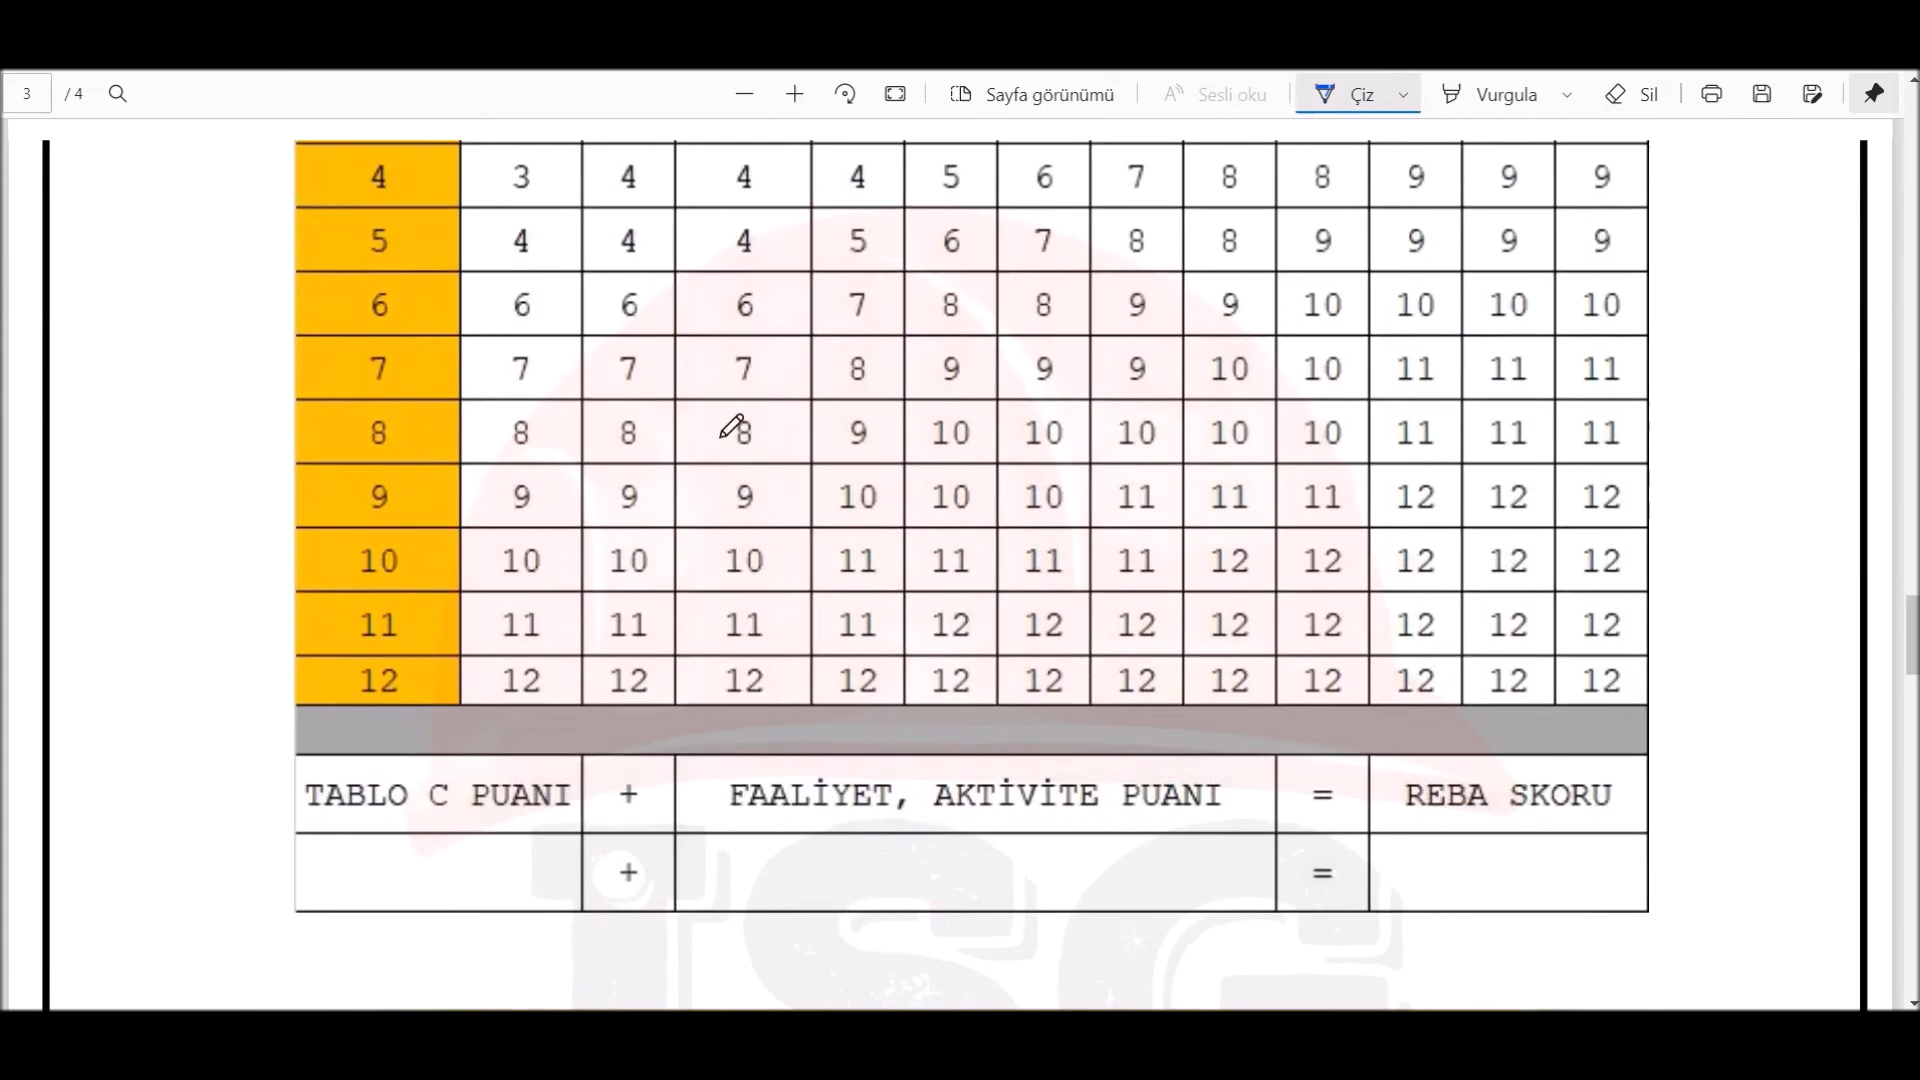 3 / 4 Sayfa görünümü Sesli oku Çiz Vurgula Sil
4 3 4 4 4 5 6 7 8 8 9 9 9
5 4 4 4 5 6 7 8 8 9 9 9 9
6 6 6 6 7 8 8 9 9 10 10 10 10
7 7 7 7 8 9 9 9 10 10 11 11 11
8 8 8 8 9 10 10 10 10 10 11 11 11
9 9 9 9 10 10 10 11 11 11 12 12 12
10 10 10 10 11 11 11 11 12 12 12 12 12
11 11 11 11 11 12 12 12 12 12 12 12 12
12 12 12 12 12 12 12 12 12 12 12 12 12
TABLO C PUANI + FAALİYET, AKTİVİTE PUANI = REBA SKORU
+ =
İSG